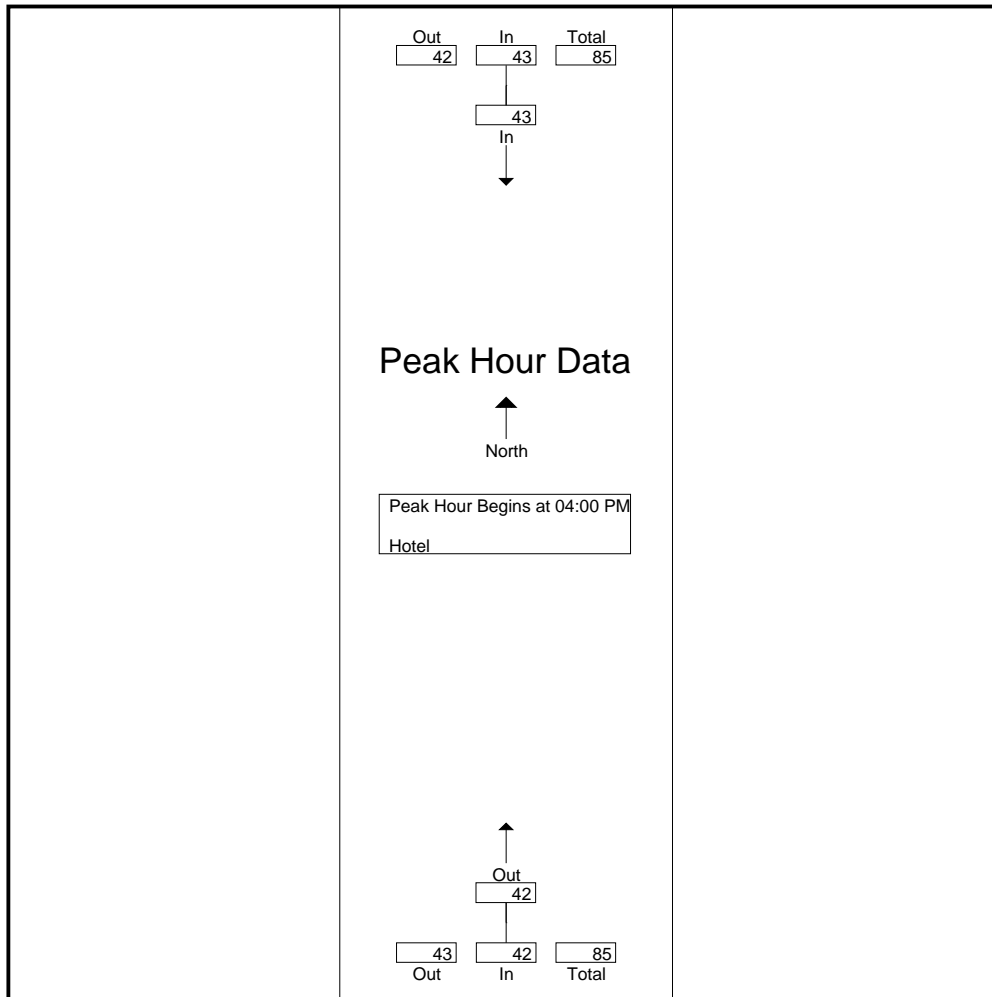 Out In Total
42 43 85
43
In
Peak Hour Data
North
Peak Hour Begins at 04:00 PM
Hotel
Out
42
43 42 85
Out In Total